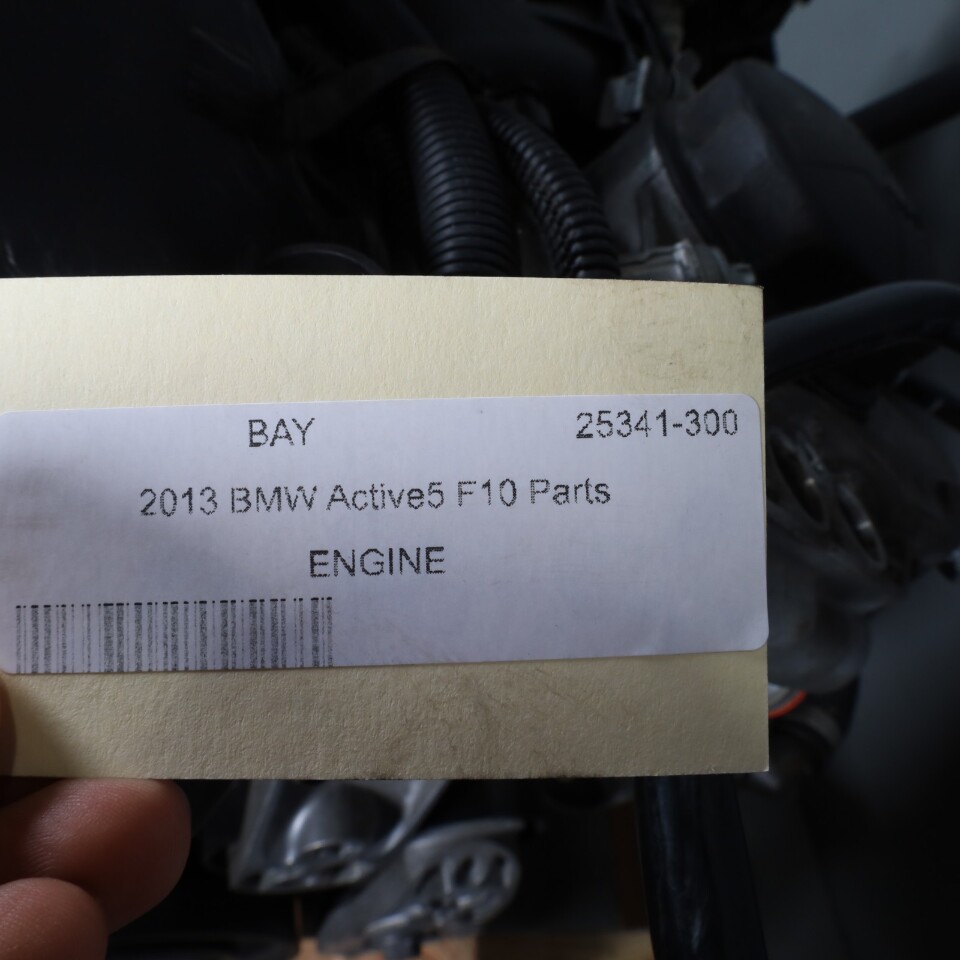 BAY 25341-300
2013 BMW Active5 F10 Parts
ENGINE